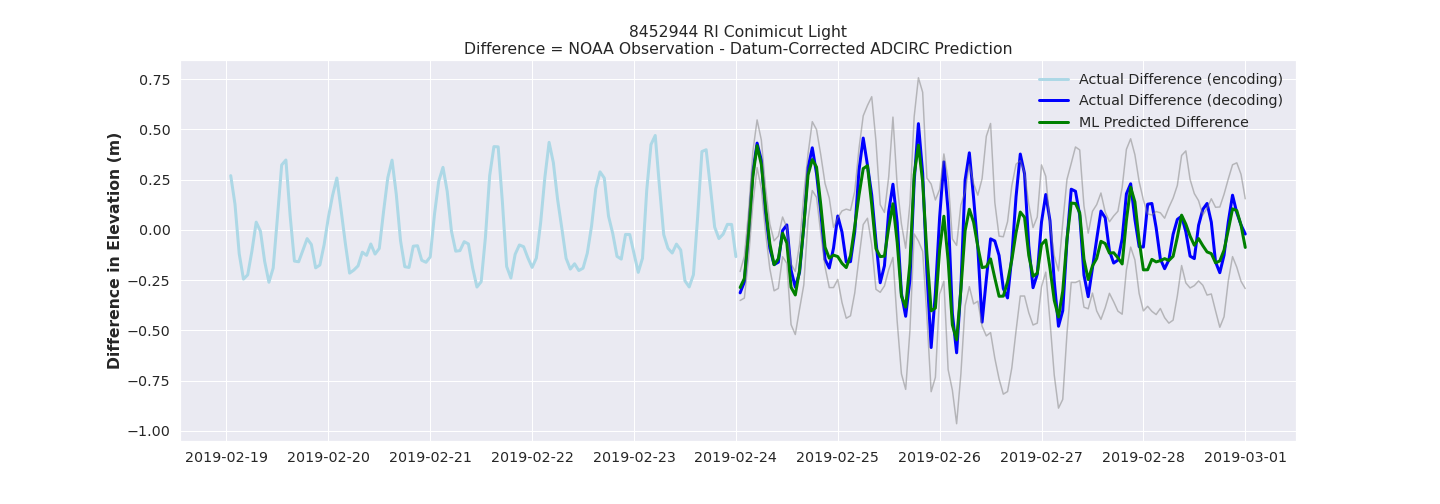 8452944 RI Conimicut Light
Difference = NOAA Observation - Datum-Corrected ADCIRC Prediction
Difference in Elevation (m)
0.75
0.50
0.25
0.00
−0.25
−0.50
−0.75
−1.00
Actual Difference (encoding)
Actual Difference (decoding)
ML Predicted Difference
2019-02-19 2019-02-20 2019-02-21 2019-02-22 2019-02-23 2019-02-24 2019-02-25 2019-02-26 2019-02-27 2019-02-28 2019-03-01